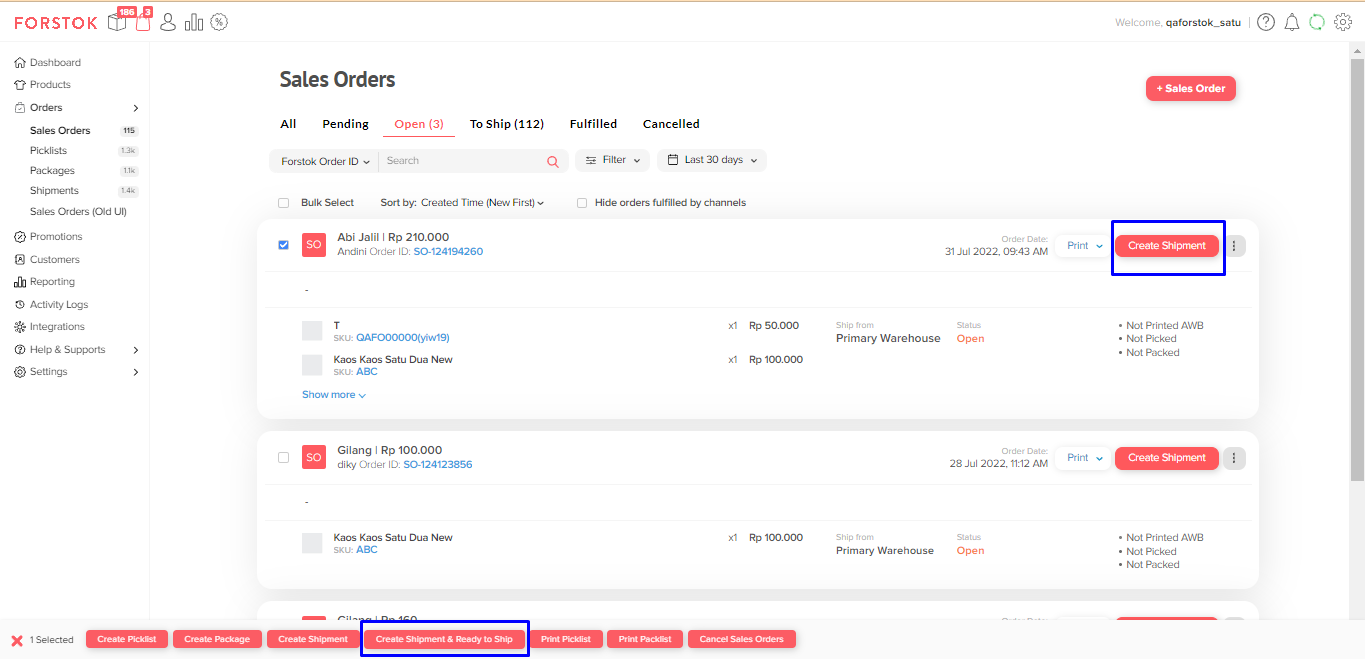 FORSTOK 186 3 Welcome, qaforstok_satu
Dashboard
Products
Orders
Sales Orders 115
Picklists 1.3k
Packages 1.1k
Shipments 1.4k
Sales Orders (Old UI)
Promotions
Customers
Reporting
Activity Logs
Integrations
Help & Supports
Settings
Sales Orders
+ Sales Order
All Pending Open (3) To Ship (112) Fulfilled Cancelled
Forstok Order ID Search Filter Last 30 days
Bulk Select Sort by: Created Time (New First) Hide orders fulfilled by channels
SO Abi Jalil | Rp 210.000
Andini Order ID: SO-124194260
Order Date:
31 Jul 2022, 09:43 AM
Print Create Shipment
-
T
SKU: QAFO00000(yiw19)
x1 Rp 50.000
Ship from
Primary Warehouse
Status
Open
• Not Printed AWB
• Not Picked
• Not Packed
Kaos Kaos Satu Dua New
SKU: ABC
x1 Rp 100.000
Show more
SO Gilang | Rp 100.000
diky Order ID: SO-124123856
Order Date:
28 Jul 2022, 11:12 AM
Print Create Shipment
-
Kaos Kaos Satu Dua New
SKU: ABC
x1 Rp 100.000
Ship from
Primary Warehouse
Status
Open
• Not Printed AWB
• Not Picked
• Not Packed
Gilang | Rp 160
1 Selected Create Picklist Create Package Create Shipment Create Shipment & Ready to Ship Print Picklist Print Packlist Cancel Sales Orders